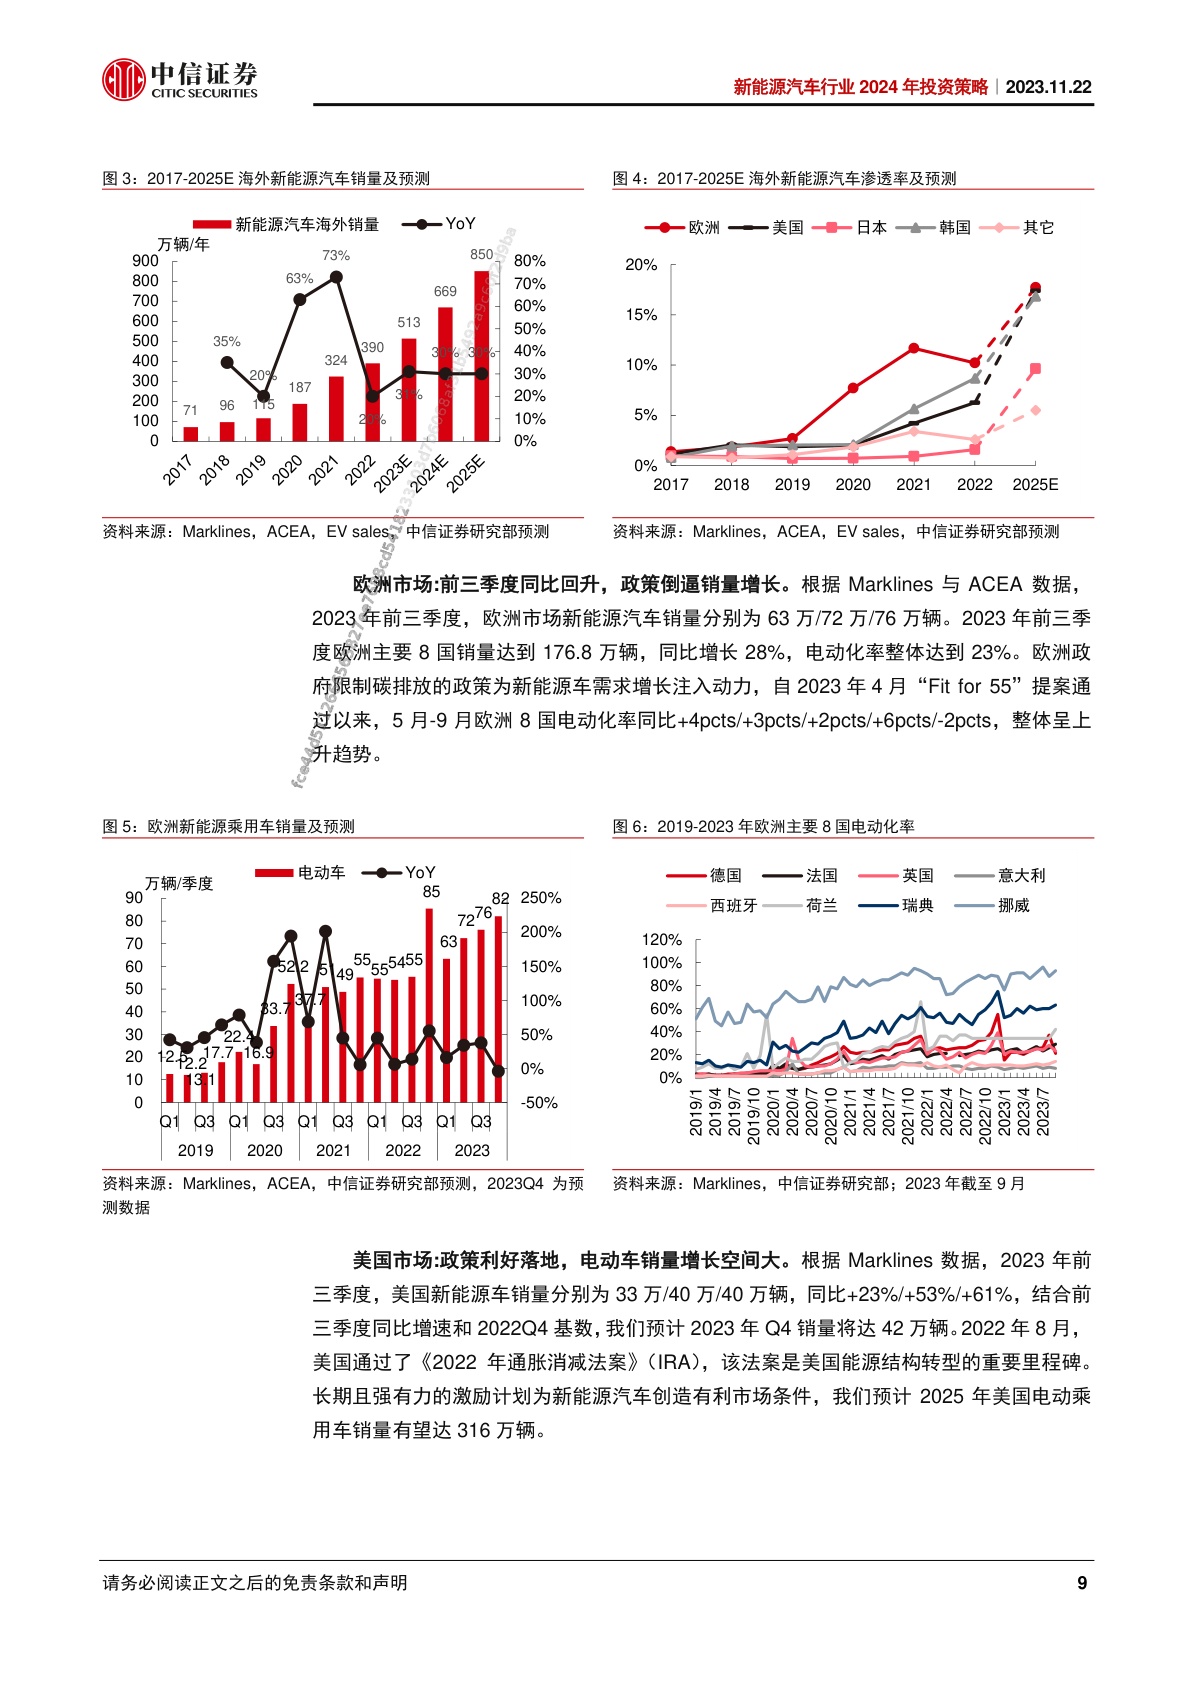 中信证券
CITIC SECURITIES
新能源汽车行业 2024 年投资策略｜2023.11.22
图 3：2017-2025E 海外新能源汽车销量及预测
新能源汽车海外销量 YoY
万辆/年
900 800 700 600 500 400 300 200 100 0
80% 70% 60% 50% 40% 30% 20% 10% 0%
71 96 115 187 324 390 513 669 850
35% 20% 63% 73% 30%
2017 2018 2019 2020 2021 2022 2023E 2024E 2025E
资料来源：Marklines，ACEA，EV sales，中信证券研究部预测
图 4：2017-2025E 海外新能源汽车渗透率及预测
欧洲 美国 日本 韩国 其它
20%
15%
10%
5%
0%
2017 2018 2019 2020 2021 2022 2025E
资料来源：Marklines，ACEA，EV sales，中信证券研究部预测
欧洲市场:前三季度同比回升，政策倒逼销量增长。根据 Marklines 与 ACEA 数据，
2023 年前三季度，欧洲市场新能源汽车销量分别为 63 万/72 万/76 万辆。2023 年前三季
度欧洲主要 8 国销量达到 176.8 万辆，同比增长 28%，电动化率整体达到 23%。欧洲政
府限制碳排放的政策为新能源车需求增长注入动力，自 2023 年 4 月“Fit for 55”提案通
过以来，5 月-9 月欧洲 8 国电动化率同比+4pcts/+3pcts/+2pcts/+6pcts/-2pcts，整体呈上
升趋势。
图 5：欧洲新能源乘用车销量及预测
电动车 YoY
万辆/季度
90 80 70 60 50 40 30 20 10 0
250% 200% 150% 100% 50% 0% -50%
12.5 12.2 13.1 17.7 22.4 16.9 33.7 52.2 37.7 51 49 55 55 54 55 85 63 72 76 82
Q1 Q3 Q1 Q3 Q1 Q3 Q1 Q3 Q1 Q3
2019 2020 2021 2022 2023
资料来源：Marklines，ACEA，中信证券研究部预测，2023Q4 为预
测数据
图 6：2019-2023 年欧洲主要 8 国电动化率
德国 法国 英国 意大利
西班牙 荷兰 瑞典 挪威
120%
100%
80%
60%
40%
20%
0%
2019/1 2019/4 2019/7 2019/10 2020/1 2020/4 2020/7 2020/10 2021/1 2021/4 2021/7 2021/10 2022/1 2022/4 2022/7 2022/10 2023/1 2023/4 2023/7
资料来源：Marklines，中信证券研究部；2023 年截至 9 月
美国市场:政策利好落地，电动车销量增长空间大。根据 Marklines 数据，2023 年前
三季度，美国新能源车销量分别为 33 万/40 万/40 万辆，同比+23%/+53%/+61%，结合前
三季度同比增速和 2022Q4 基数，我们预计 2023 年 Q4 销量将达 42 万辆。2022 年 8 月，
美国通过了《2022 年通胀消减法案》（IRA），该法案是美国能源结构转型的重要里程碑。
长期且强有力的激励计划为新能源汽车创造有利市场条件，我们预计 2025 年美国电动乘
用车销量有望达 316 万辆。
请务必阅读正文之后的免责条款和声明
9